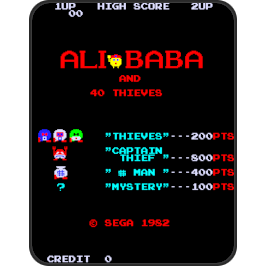 1UP HIGH SCORE 2UP
00
ALI BABA
AND
40 THIEVES
"THIEVES"---200PTS
"CAPTAIN
THIEF "---800PTS
" $ MAN "---400PTS
? "MYSTERY"---100PTS
© SEGA 1982
CREDIT 0